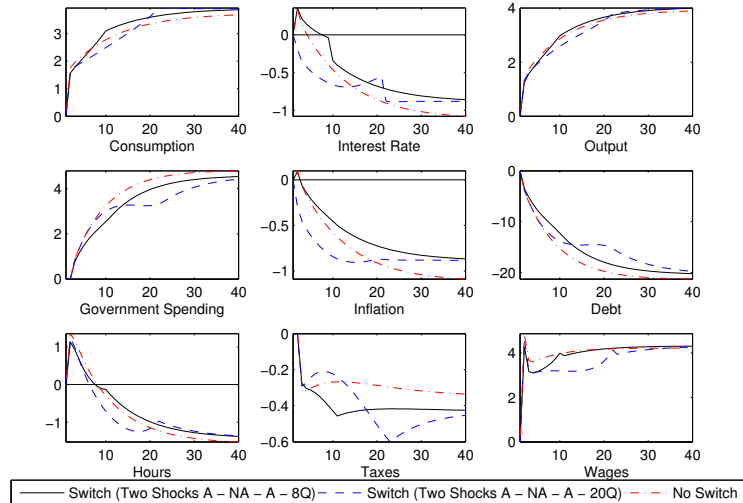 3
2
1
0
10 20 30 40
Consumption
0
−0.5
−1
10 20 30 40
Interest Rate
4
2
0
10 20 30 40
Output
4
2
0
10 20 30 40
Government Spending
0
−0.5
−1
10 20 30 40
Inflation
0
−10
−20
10 20 30 40
Debt
1
0
−1
10 20 30 40
Hours
0
−0.2
−0.4
−0.6
10 20 30 40
Taxes
4
2
0
10 20 30 40
Wages
Switch (Two Shocks A − NA − A − 8Q) Switch (Two Shocks A − NA − A − 20Q) No Switch